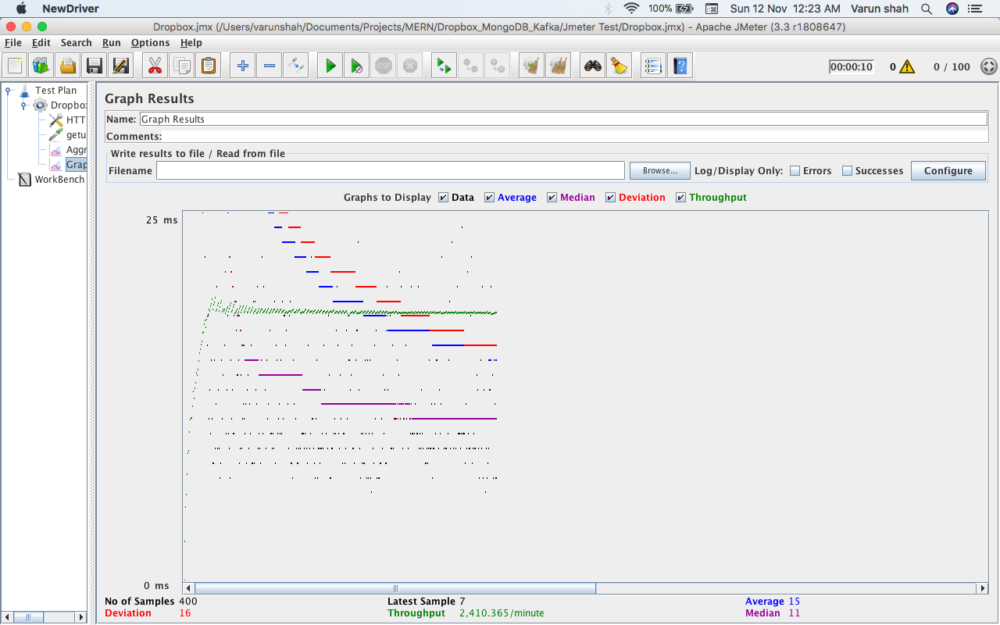 NewDriver 100% Sun 12 Nov 12:23 AM Varun shah
Dropbox.jmx (/Users/varunshah/Documents/Projects/MERN/Dropbox_MongoDB_Kafka/Jmeter Test/Dropbox.jmx) - Apache JMeter (3.3 r1808647)
File Edit Search Run Options Help
STOP 00:00:10 0 0 / 100
Test Plan
Dropbo
HTT
getu
Aggr
Grap
WorkBench
Graph Results
Name: Graph Results
Comments:
Write results to file / Read from file
Filename Browse... Log/Display Only: Errors Successes Configure
Graphs to Display Data Average Median Deviation Throughput
25 ms
0 ms
No of Samples 400 Latest Sample 7 Average 15
Deviation 16 Throughput 2,410.365/minute Median 11